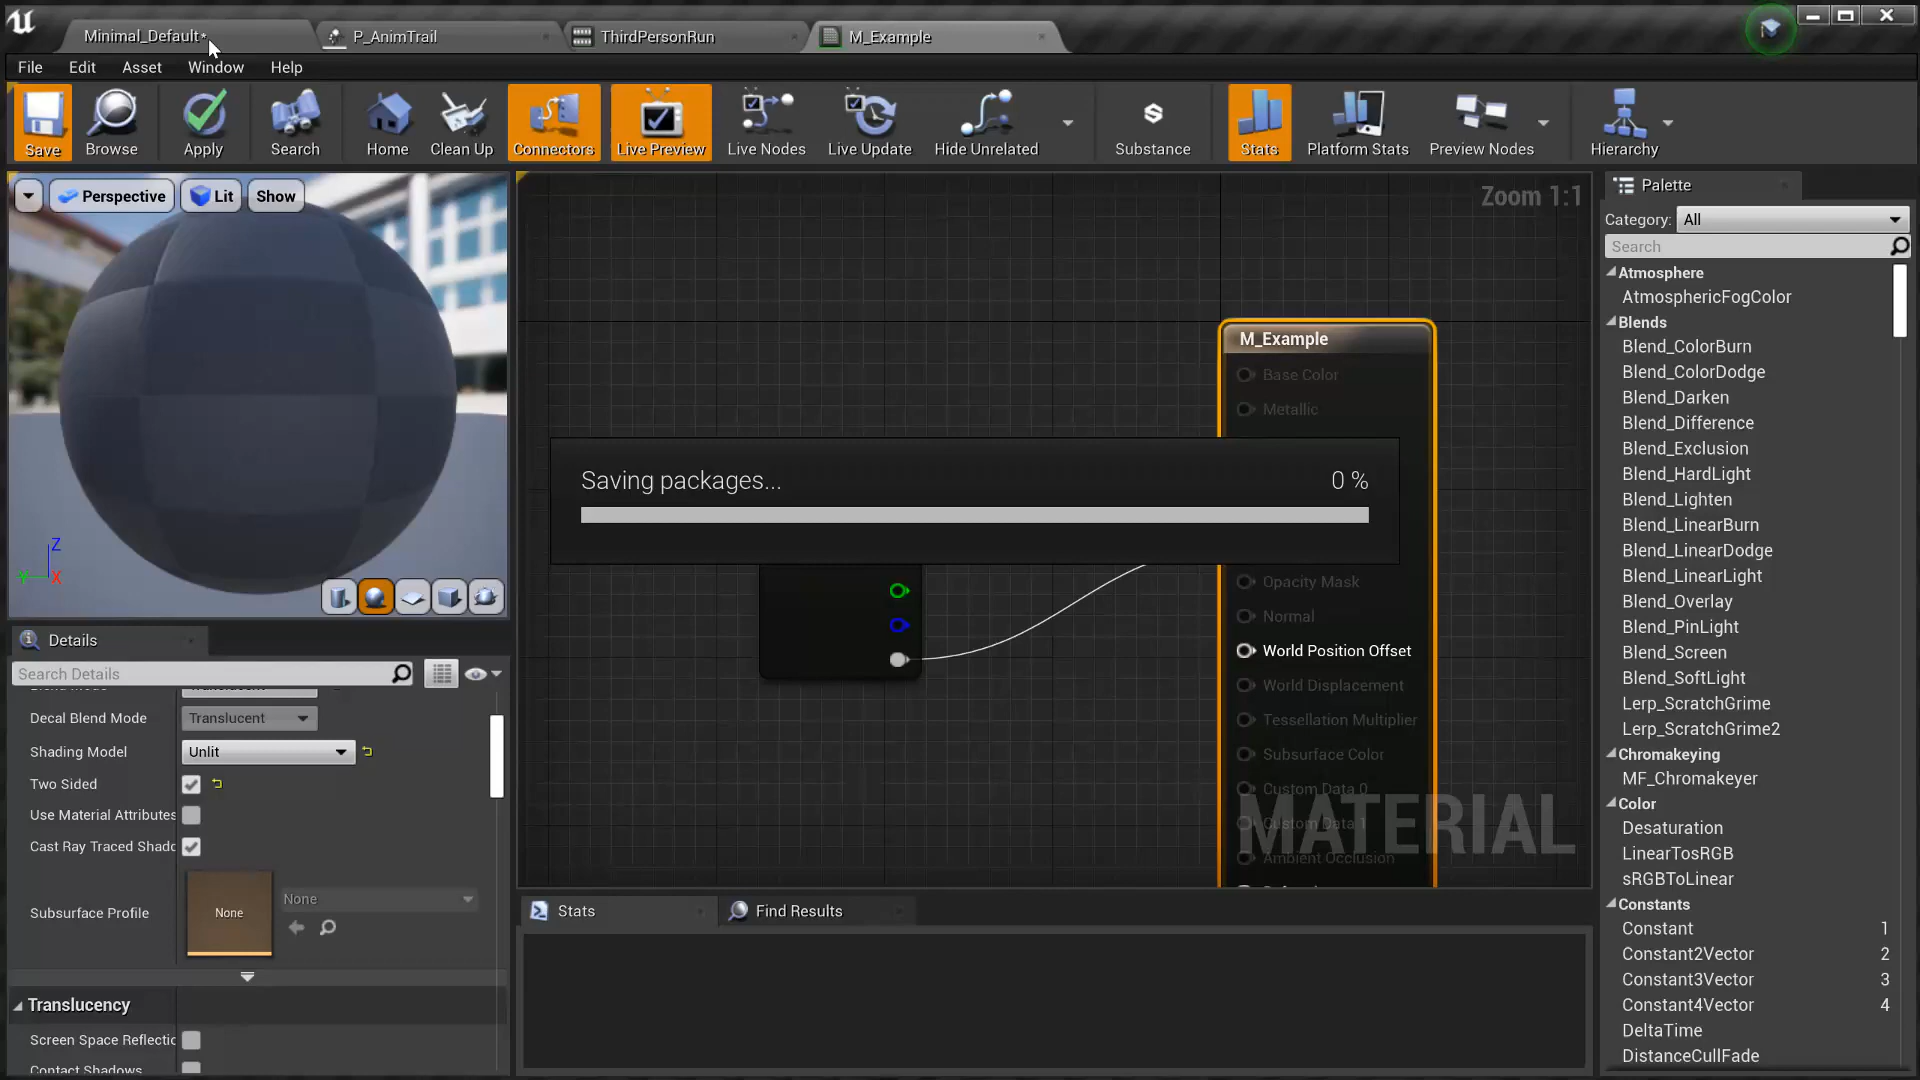 Minimal_Default*
P_AnimTrail
ThirdPersonRun
M_Example
File
Edit
Asset
Window
Help
Save
Browse
Apply
Search
Home
Clean Up
Connectors
Live Preview
Live Nodes
Live Update
Hide Unrelated
Substance
Stats
Platform Stats
Preview Nodes
Hierarchy
Perspective
Lit
Show
Z
Y
X
Zoom 1:1
M_Example
Base Color
Metallic
Saving packages...
0 %
Opacity Mask
Normal
World Position Offset
World Displacement
Tessellation Multiplier
Subsurface Color
Custom Data 0
Custom Data 1
Ambient Occlusion
MATERIAL
Details
Search Details
Decal Blend Mode
Translucent
Shading Model
Unlit
Two Sided
Use Material Attributes
Cast Ray Traced Shado
Subsurface Profile
None
None
Translucency
Screen Space Reflectic
Contact Shadows
Stats
Find Results
Palette
Category:
All
Search
Atmosphere
AtmosphericFogColor
Blends
Blend_ColorBurn
Blend_ColorDodge
Blend_Darken
Blend_Difference
Blend_Exclusion
Blend_HardLight
Blend_Lighten
Blend_LinearBurn
Blend_LinearDodge
Blend_LinearLight
Blend_Overlay
Blend_PinLight
Blend_Screen
Blend_SoftLight
Lerp_ScratchGrime
Lerp_ScratchGrime2
Chromakeying
MF_Chromakeyer
Color
Desaturation
LinearTosRGB
sRGBToLinear
Constants
Constant 1
Constant2Vector 2
Constant3Vector 3
Constant4Vector 4
DeltaTime
DistanceCullFade